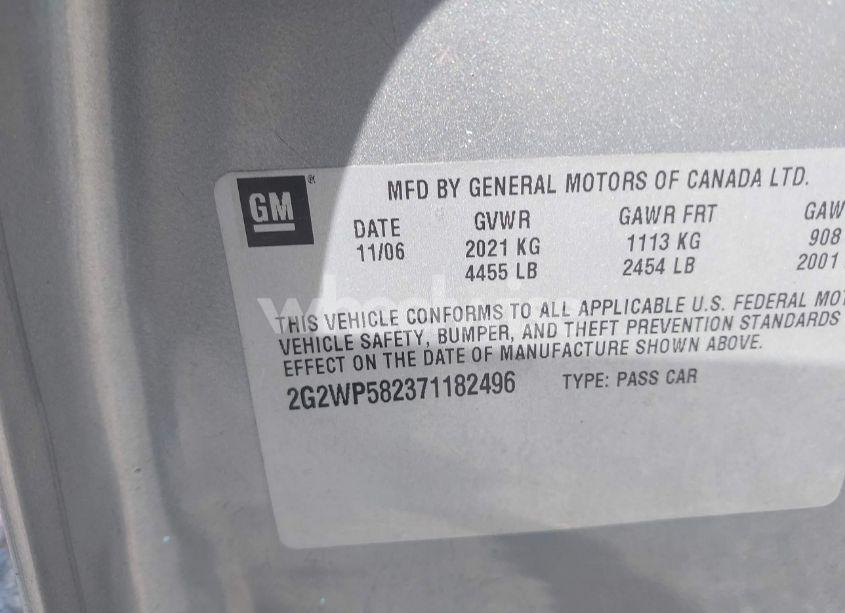 GM
MFD BY GENERAL MOTORS OF CANADA LTD.
DATE GVWR GAWR FRT GAW
11/06 2021 KG 1113 KG 908
4455 LB 2454 LB 2001
THIS VEHICLE CONFORMS TO ALL APPLICABLE U.S. FEDERAL MOT
VEHICLE SAFETY, BUMPER, AND THEFT PREVENTION STANDARDS
EFFECT ON THE DATE OF MANUFACTURE SHOWN ABOVE.
2G2WP582371182496 TYPE: PASS CAR